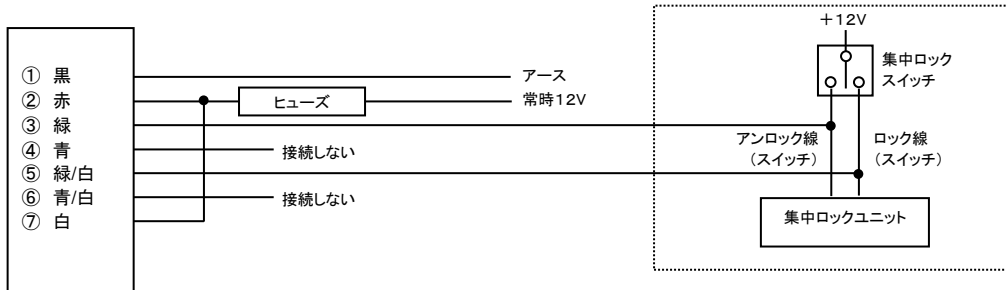 +12V
集中ロック
スイッチ
① 黒
アース
② 赤
ヒューズ
常時12V
③ 緑
アンロック線
(スイッチ)
ロック線
(スイッチ)
④ 青
接続しない
⑤ 緑/白
⑥ 青/白
接続しない
⑦ 白
集中ロックユニット